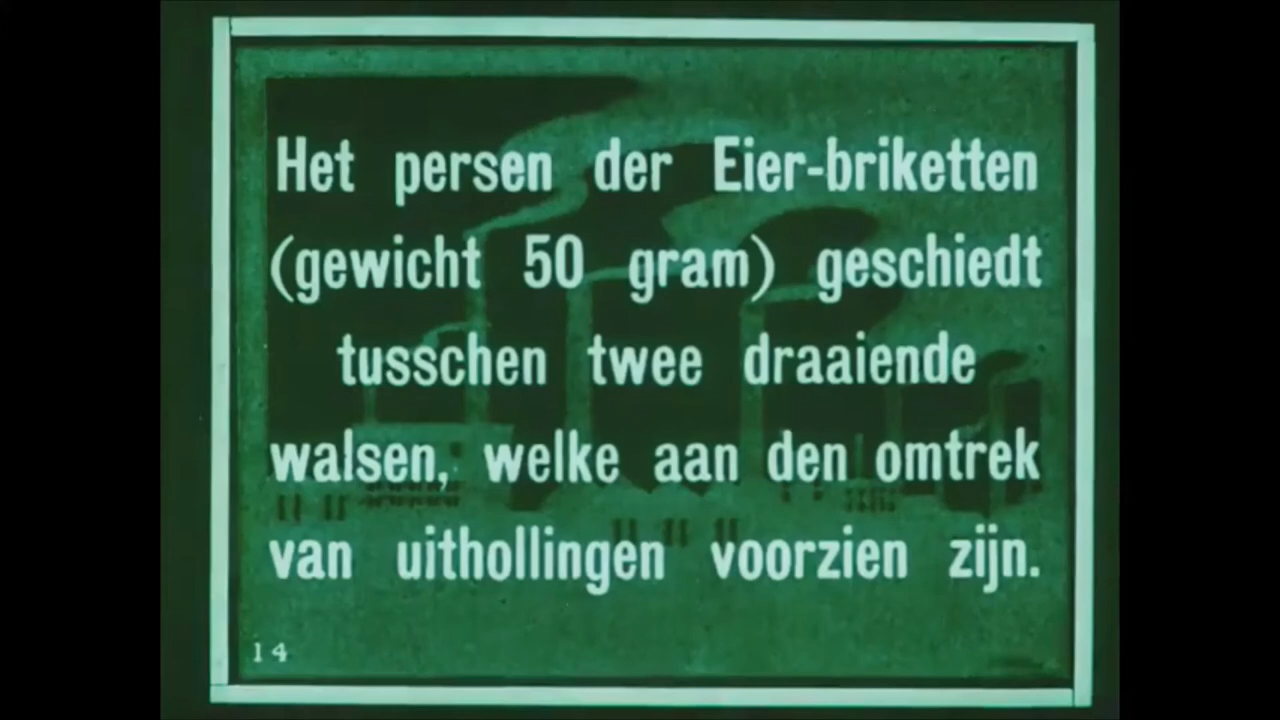 Het persen der Eier-briketten
(gewicht 50 gram) geschiedt
tusschen twee draaiende
walsen, welke aan den omtrek
van uithollingen voorzien zijn.
14